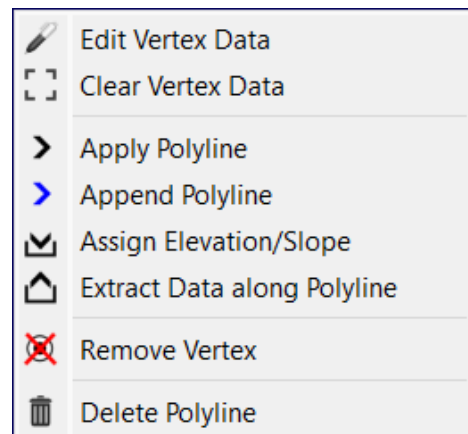 Edit Vertex Data
Clear Vertex Data
Apply Polyline
Append Polyline
Assign Elevation/Slope
Extract Data along Polyline
Remove Vertex
Delete Polyline